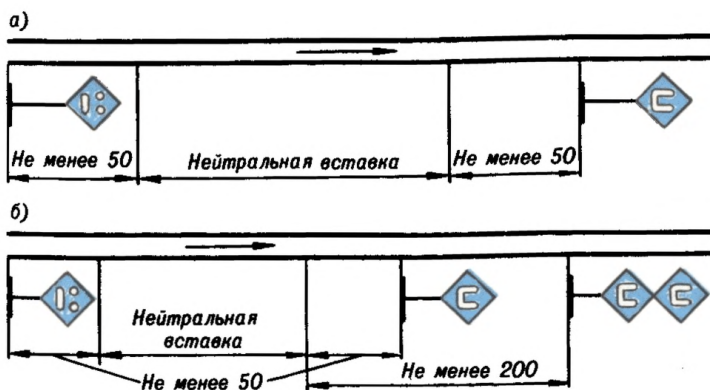 а)
Не менее 50
Нейтральная вставка
Не менее 50
б)
Нейтральная
вставка
Не менее 50
Не менее 200